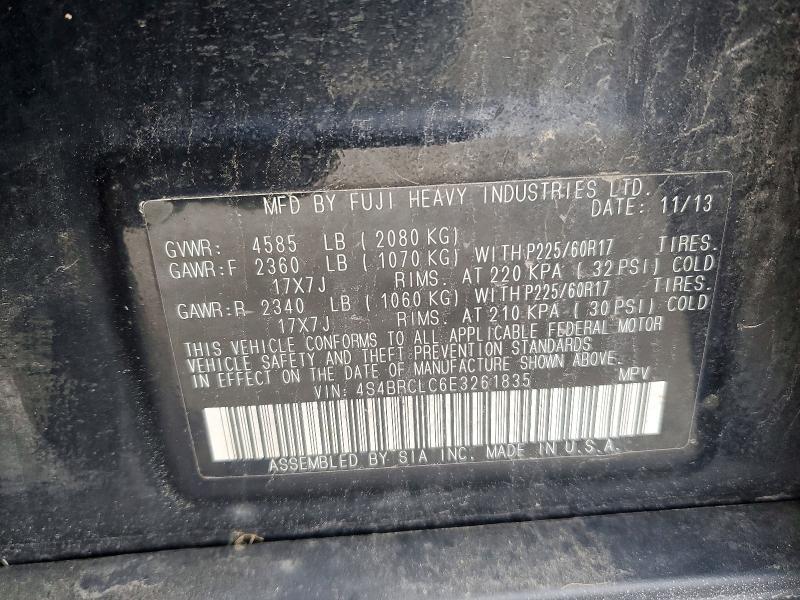 MFD BY FUJI HEAVY INDUSTRIES LTD.
DATE: 11/13
GVWR: 4585 LB ( 2080 KG)
GAWR:F 2360 LB ( 1070 KG) WITH P225/60R17 TIRES.
17X7J RIMS. AT 220 KPA ( 32 PSI) COLD
GAWR:R 2340 LB ( 1060 KG) WITH P225/60R17 TIRES.
17X7J RIMS. AT 210 KPA ( 30 PSI) COLD
THIS VEHICLE CONFORMS TO ALL APPLICABLE FEDERAL MOTOR
VEHICLE SAFETY AND THEFT PREVENTION STANDARDS
IN EFFECT ON THE DATE OF MANUFACTURE SHOWN ABOVE.
VIN: 4S4BRCLC6E3261835 MPV
ASSEMBLED BY SIA INC. MADE IN U.S.A.